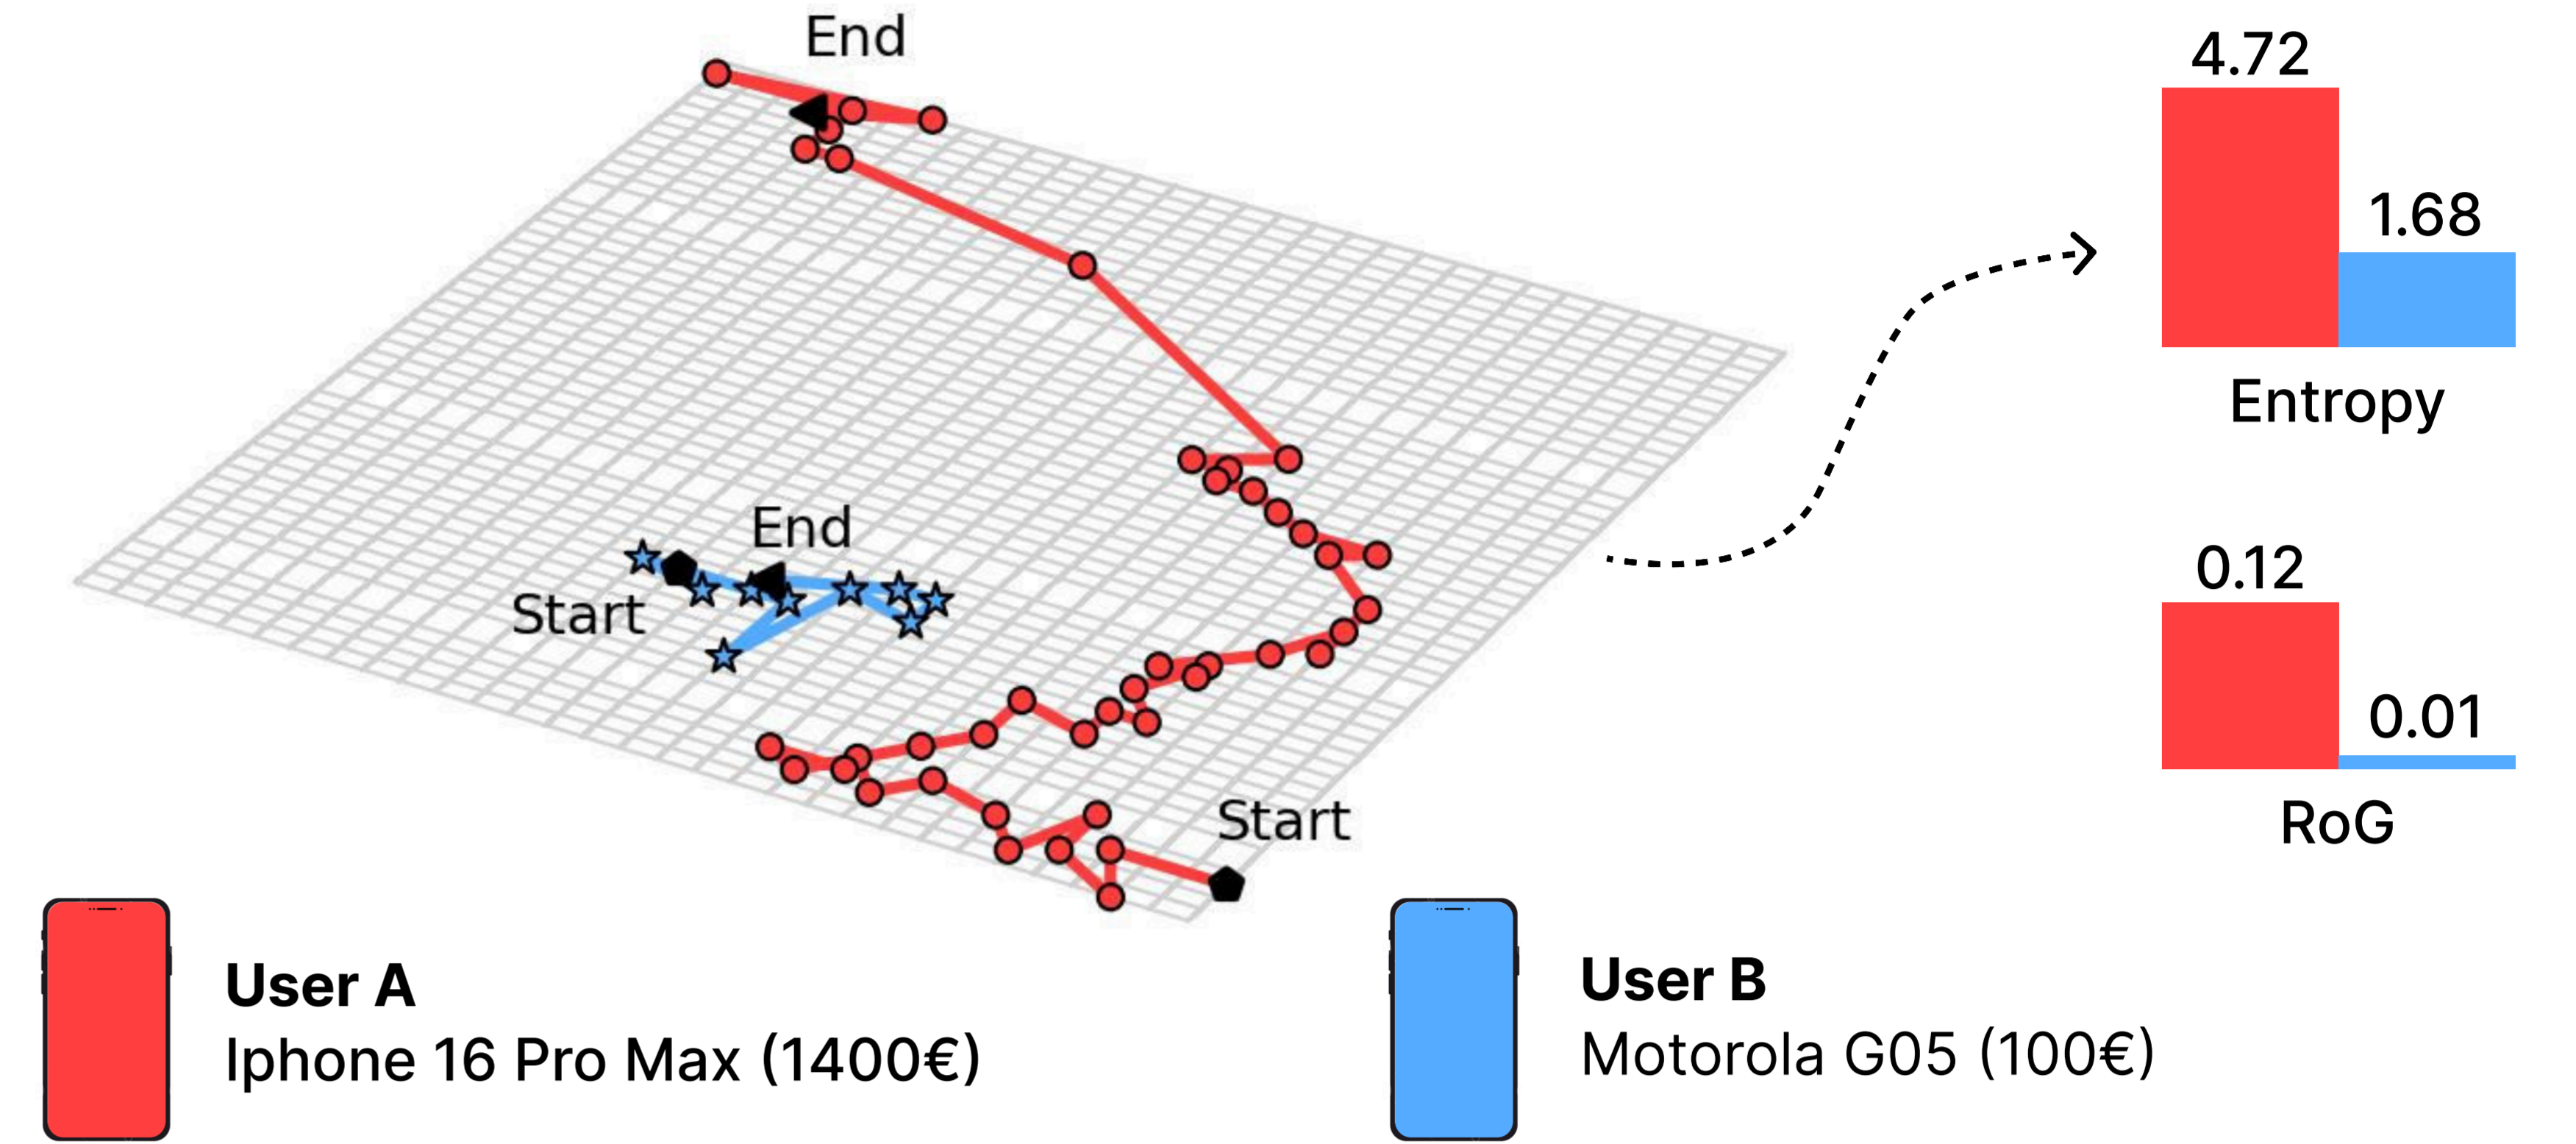 End
4.72
1.68
Entropy
End
Start
0.12
0.01
RoG
Start
User A
Iphone 16 Pro Max (1400€)
User B
Motorola G05 (100€)